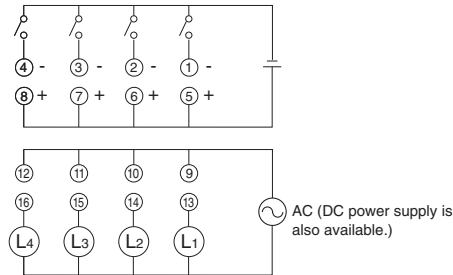 4 - 3 - 2 - 1 -
8 + 7 + 6 + 5 +
12 11 10 9
16 15 14 13
AC (DC power supply is
also available.)
L4 L3 L2 L1